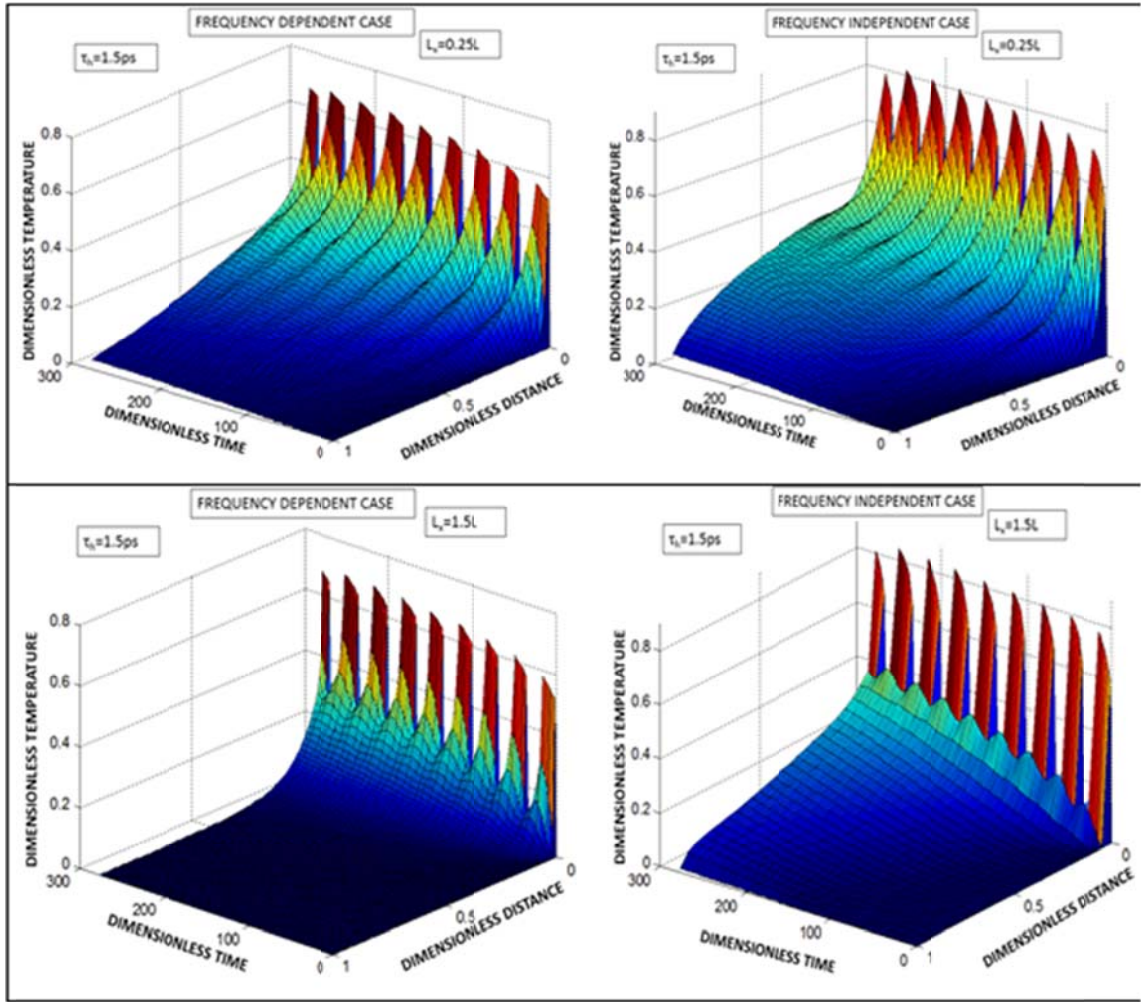 FREQUENCY DEPENDENT CASE
τh=1.5ps
Lx=0.25L
DIMENSIONLESS TEMPERATURE
0.8
0.6
0.4
0.2
0
300
200
100
0
DIMENSIONLESS TIME
1
0.5
0
DIMENSIONLESS DISTANCE
FREQUENCY INDEPENDENT CASE
τh=1.5ps
Lx=0.25L
DIMENSIONLESS TEMPERATURE
0.8
0.6
0.4
0.2
0
300
200
100
0
DIMENSIONLESS TIME
1
0.5
0
DIMENSIONLESS DISTANCE
FREQUENCY DEPENDENT CASE
τh=1.5ps
Lx=1.5L
DIMENSIONLESS TEMPERATURE
0.8
0.6
0.4
0.2
0
300
200
100
0
DIMENSIONLESS TIME
1
0.5
0
DIMENSIONLESS DISTANCE
FREQUENCY INDEPENDENT CASE
τh=1.5ps
Lx=1.5L
DIMENSIONLESS TEMPERATURE
0.8
0.6
0.4
0.2
0
300
200
100
0
DIMENSIONLESS TIME
1
0.5
0
DIMENSIONLESS DISTANCE